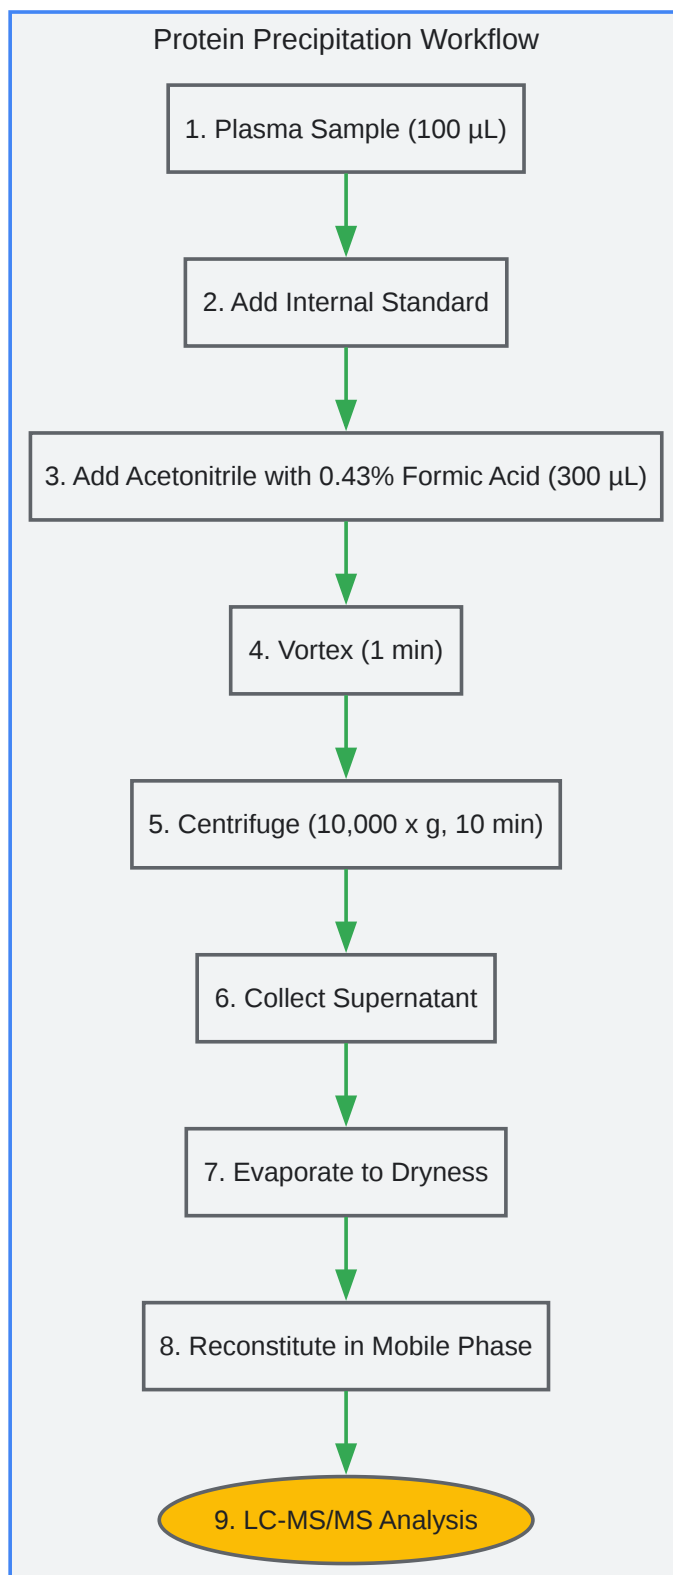 Protein Precipitation Workflow
1. Plasma Sample (100 µL)
2. Add Internal Standard
3. Add Acetonitrile with 0.43% Formic Acid (300 µL)
4. Vortex (1 min)
5. Centrifuge (10,000 x g, 10 min)
6. Collect Supernatant
7. Evaporate to Dryness
8. Reconstitute in Mobile Phase
9. LC-MS/MS Analysis